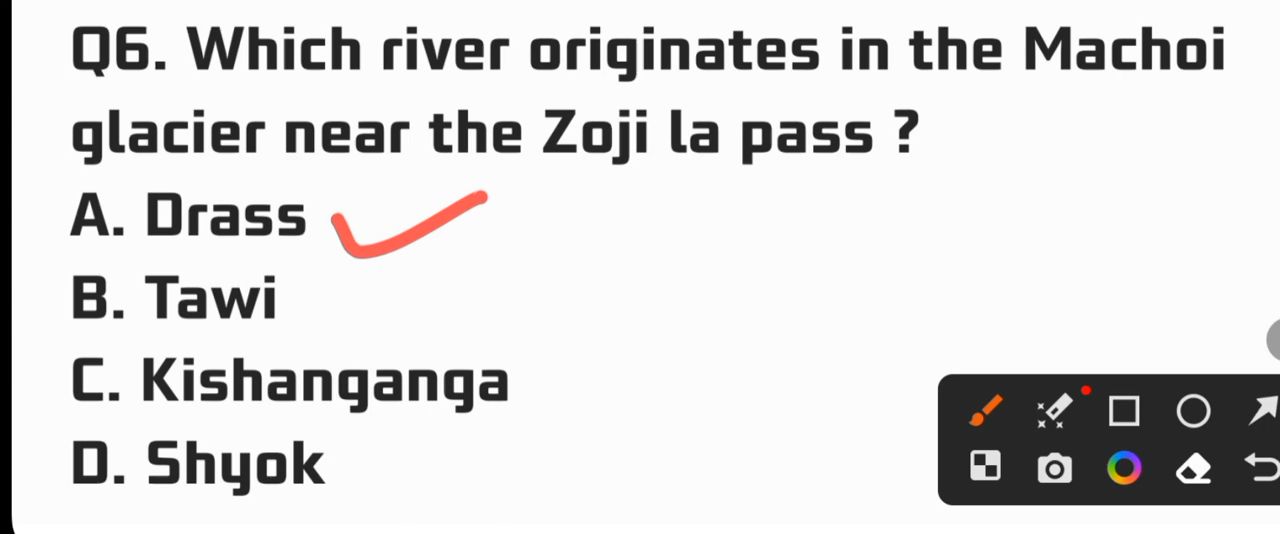 Q6. Which river originates in the Machoi
glacier near the Zoji la pass ?
A. Drass
B. Tawi
C. Kishanganga
D. Shyok